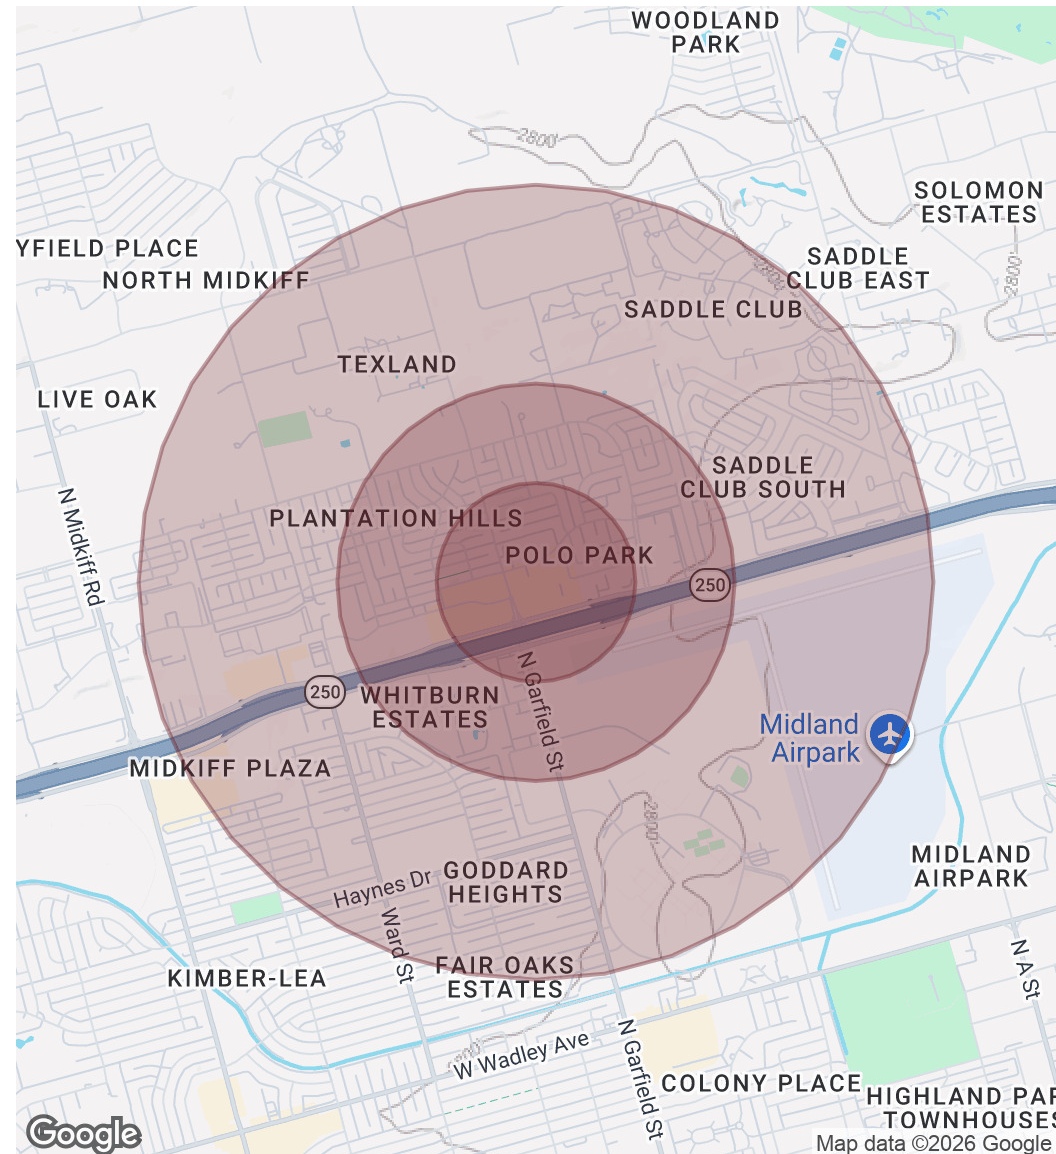 WOODLAND
PARK
2800'
SOLOMON
ESTATES
YFIELD PLACE
NORTH MIDKIFF
SADDLE
CLUB EAST
2800'
2800'
SADDLE CLUB
TEXLAND
LIVE OAK
SADDLE
CLUB SOUTH
N Midkiff Rd
PLANTATION HILLS
POLO PARK
250
N Garfield St
250
WHITBURN
ESTATES
Midland
Airpark
MIDKIFF PLAZA
2800'
MIDLAND
AIRPARK
GODDARD
HEIGHTS
Haynes Dr
Ward St
FAIR OAKS
ESTATES
KIMBER-LEA
N A St
W Wadley Ave
N Garfield St
COLONY PLACE
HIGHLAND PAR
TOWNHOUSES
Google
Map data ©2026 Google